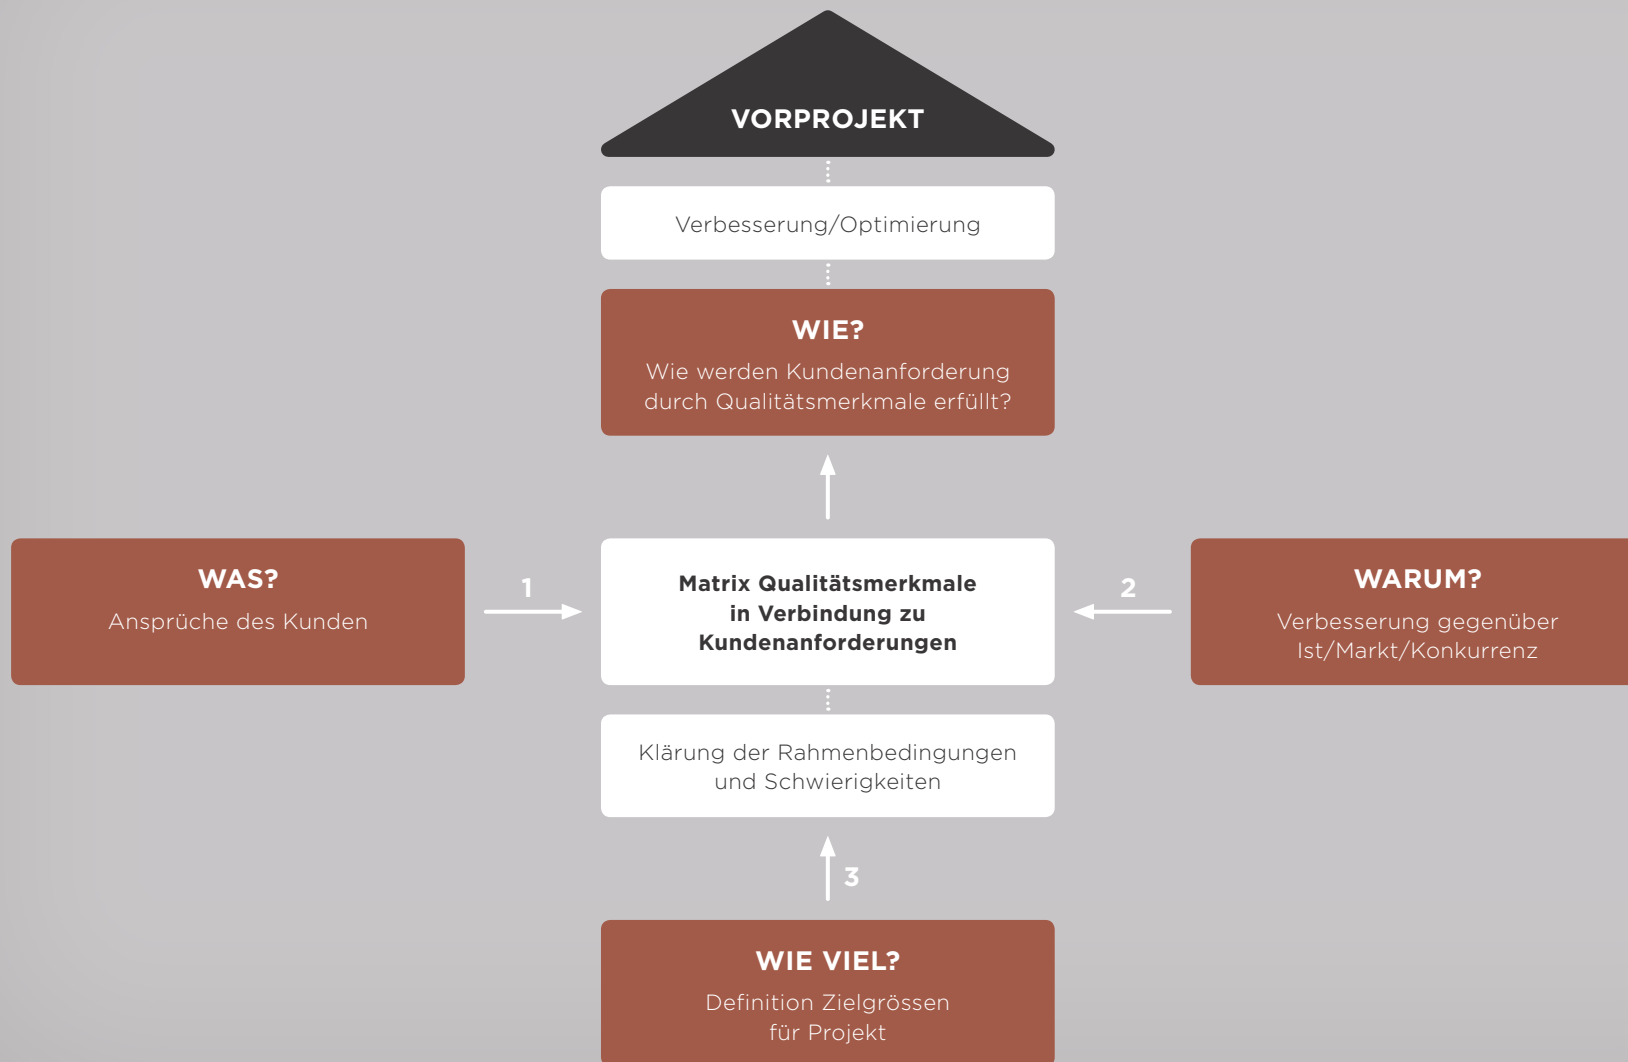 VORPROJEKT
Verbesserung/Optimierung
WIE?
Wie werden Kundenanforderung
durch Qualitätsmerkmale erfüllt?
WAS?
Ansprüche des Kunden
1
Matrix Qualitätsmerkmale
in Verbindung zu
Kundenanforderungen
2
WARUM?
Verbesserung gegenüber
Ist/Markt/Konkurrenz
Klärung der Rahmenbedingungen
und Schwierigkeiten
3
WIE VIEL?
Definition Zielgrössen
für Projekt